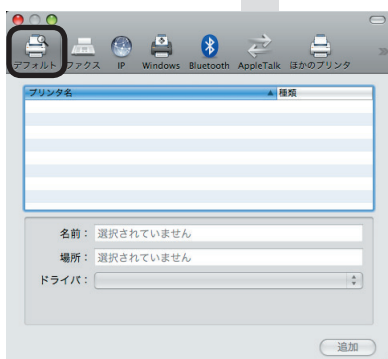 デフォルト ファクス IP Windows Bluetooth AppleTalk ほかのプリンタ
プリンタ名 種類
名前： 選択されていません
場所： 選択されていません
ドライバ：
追加